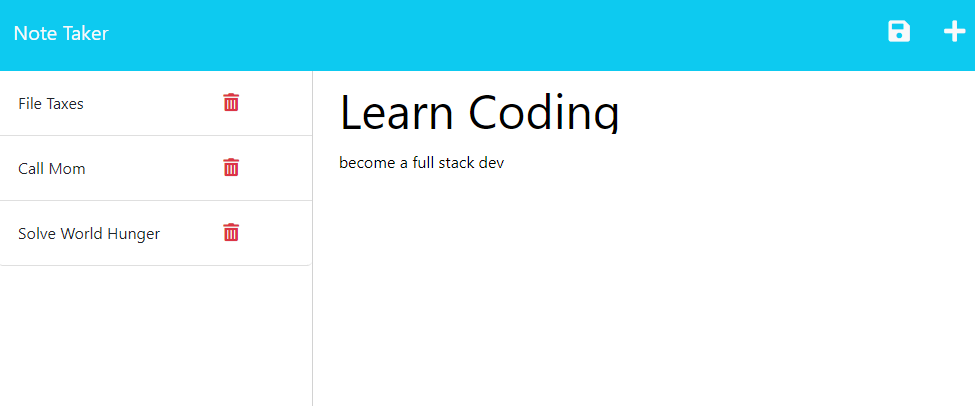 Note Taker
File Taxes
Call Mom
Solve World Hunger
Learn Coding
become a full stack dev